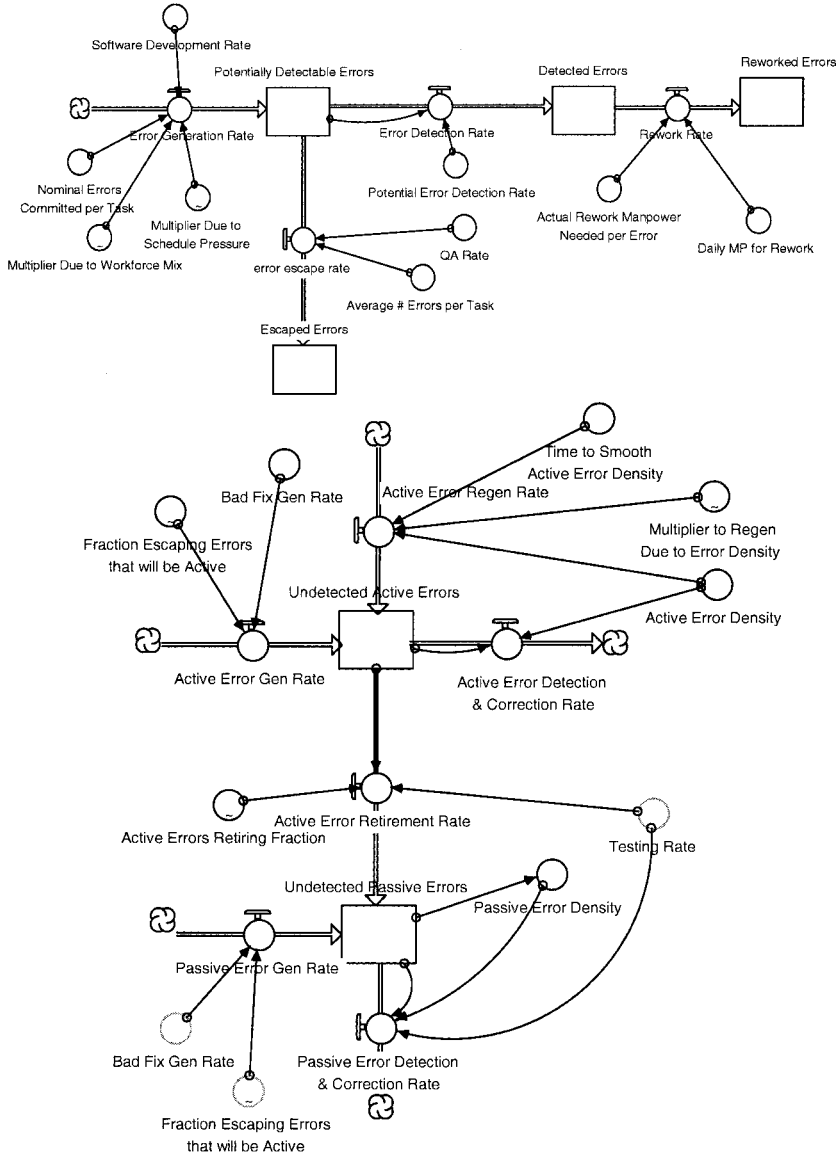 Software Development Rate
Potentially Detectable Errors
Detected Errors
Reworked Errors
Error Generation Rate
Error Detection Rate
Rework Rate
Nominal Errors
Committed per Task
Multiplier Due to
Schedule Pressure
Potential Error Detection Rate
Actual Rework Manpower
Needed per Error
Daily MP for Rework
Multiplier Due to Workforce Mix
QA Rate
error escape rate
Average # Errors per Task
Escaped Errors
Time to Smooth
Active Error Density
Bad Fix Gen Rate
Active Error Regen Rate
Fraction Escaping Errors
that will be Active
Multiplier to Regen
Due to Error Density
Undetected Active Errors
Active Error Density
Active Error Gen Rate
Active Error Detection
& Correction Rate
Active Errors Retiring Fraction
Active Error Retirement Rate
Testing Rate
Undetected Passive Errors
Passive Error Density
Passive Error Gen Rate
Bad Fix Gen Rate
Passive Error Detection
& Correction Rate
Fraction Escaping Errors
that will be Active